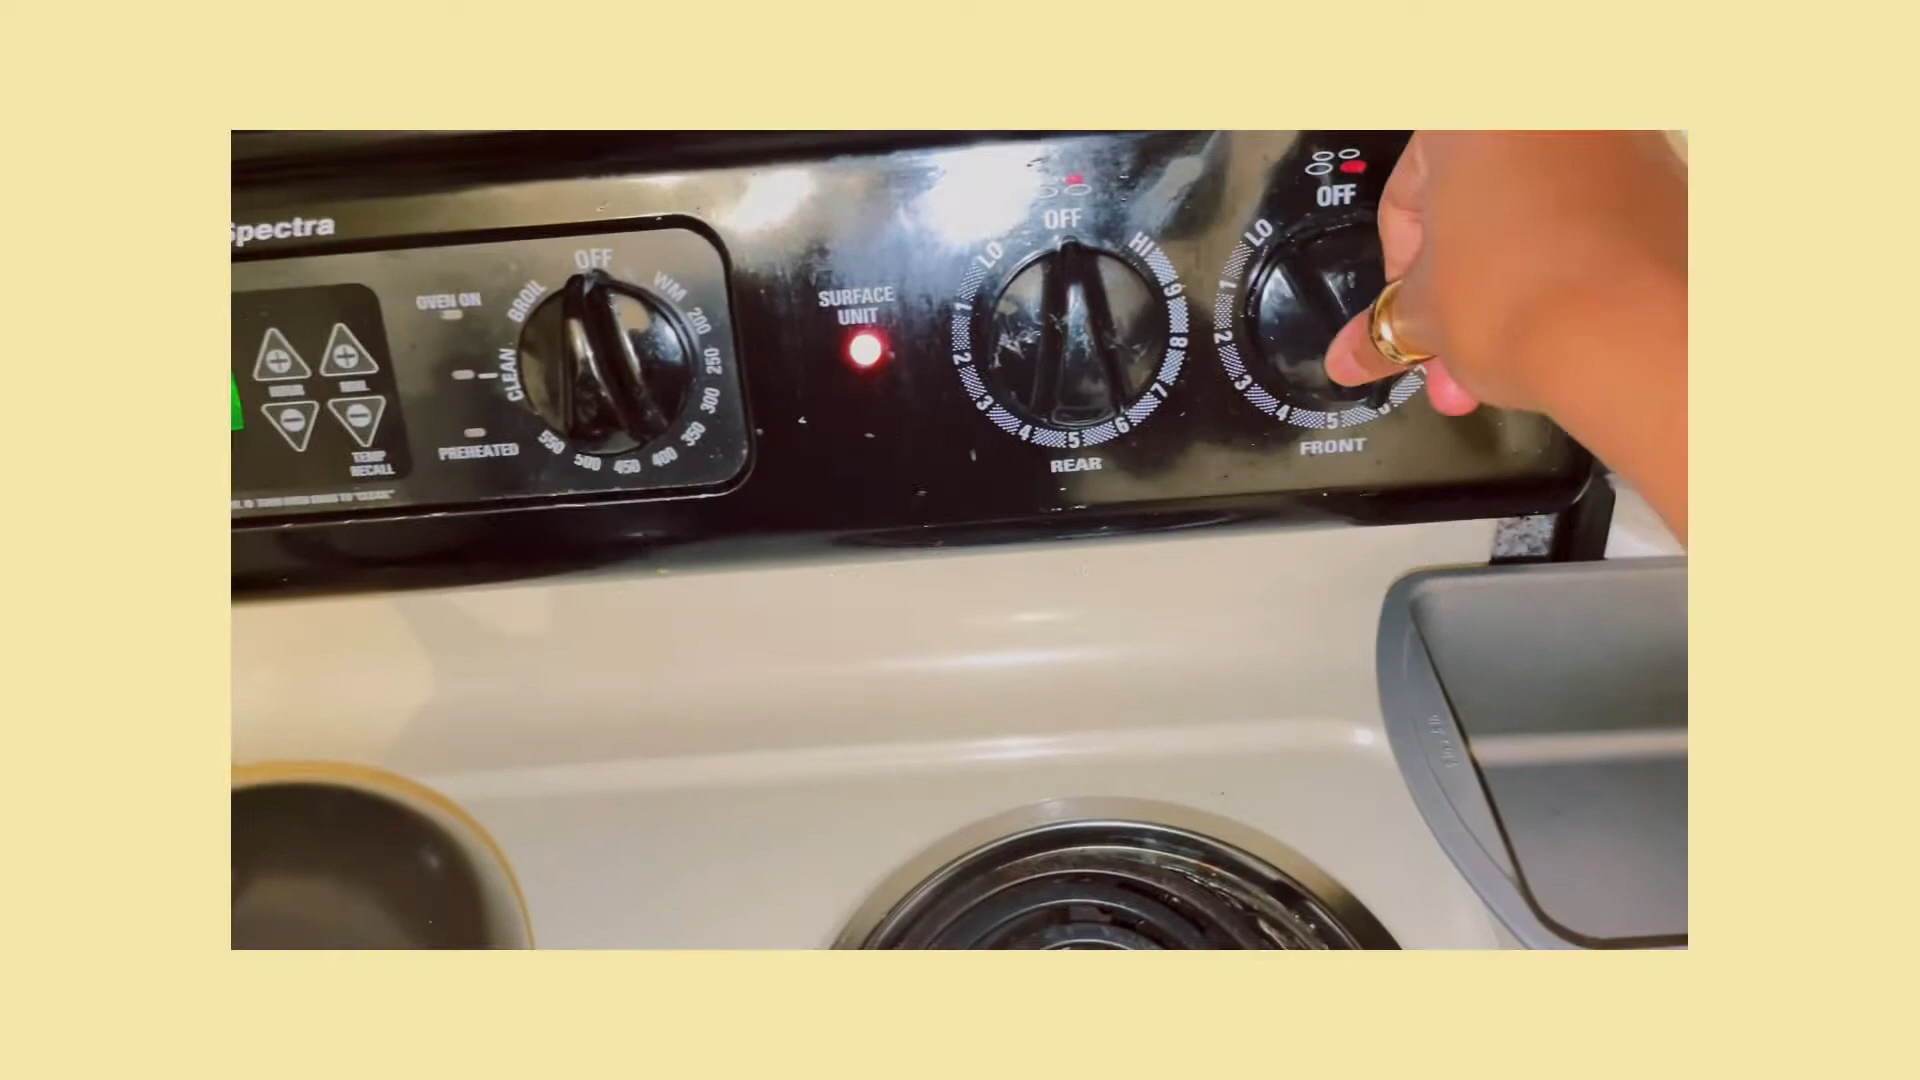 Spectra
OVEN ON
PREHEATED
TEMP
RECALL
OFF
WM
200
250
300
350
400
450
500
550
CLEAN
BROIL
SURFACE
UNIT
OFF
HI
9
8
7
6
5
4
3
2
1
LO
REAR
OFF
LO
1
2
3
4
5
6
7
FRONT